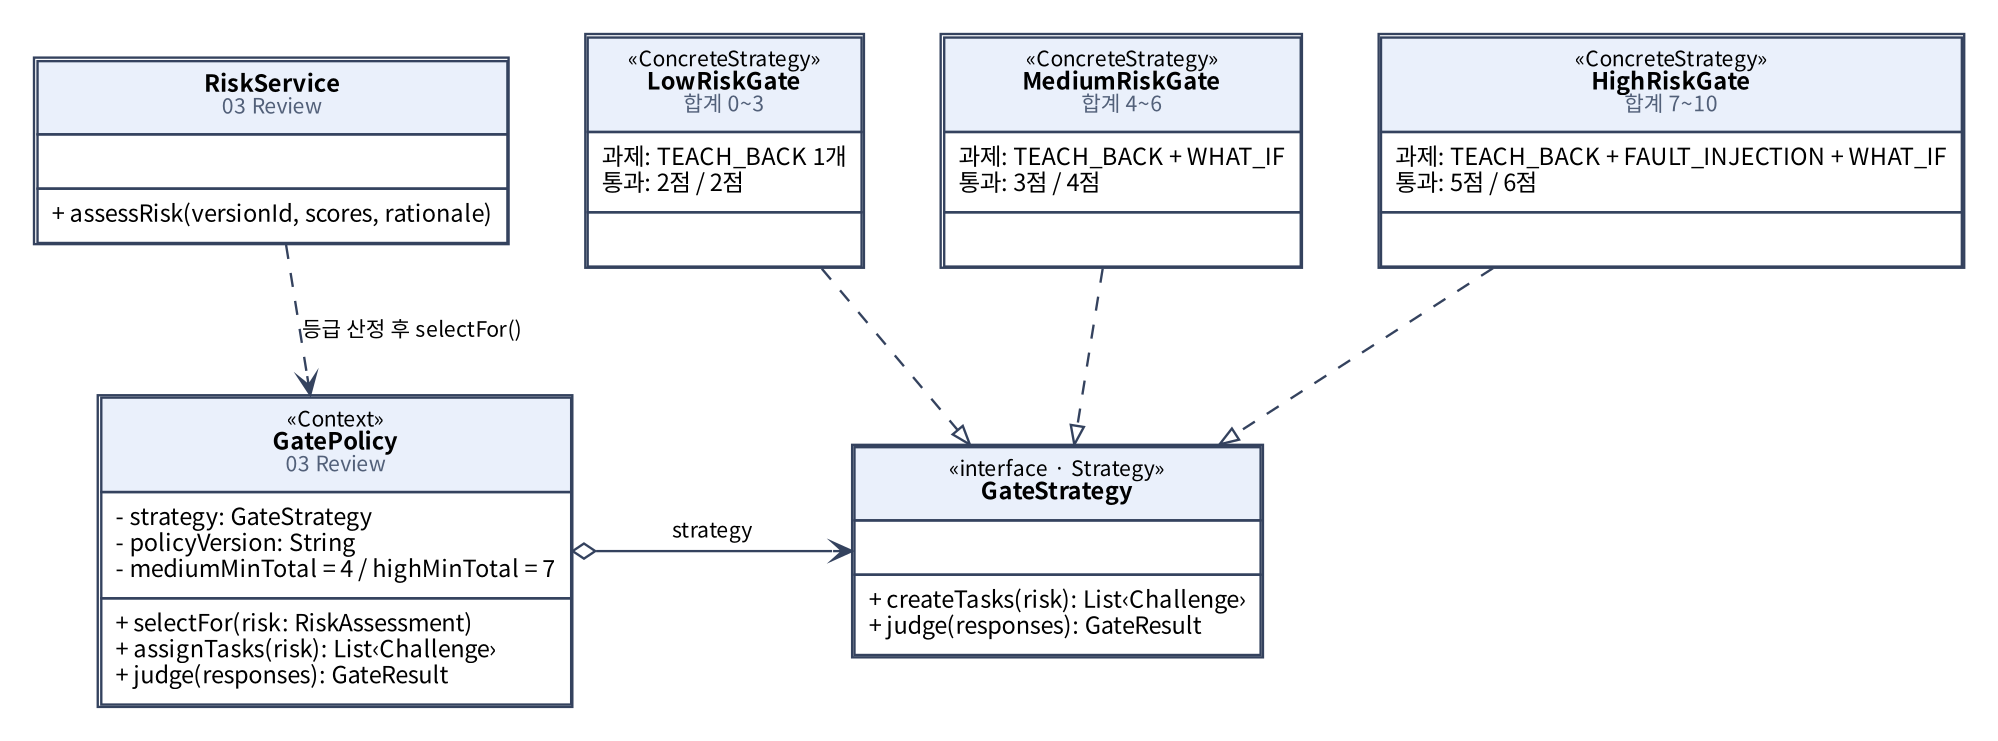 RiskService
03 Review
+ assessRisk(versionId, scores, rationale)
«ConcreteStrategy»
LowRiskGate
합계 0~3
과제: TEACH_BACK 1개
통과: 2점 / 2점
«ConcreteStrategy»
MediumRiskGate
합계 4~6
과제: TEACH_BACK + WHAT_IF
통과: 3점 / 4점
«ConcreteStrategy»
HighRiskGate
합계 7~10
과제: TEACH_BACK + FAULT_INJECTION + WHAT_IF
통과: 5점 / 6점
등급 산정 후 selectFor()
«Context»
GatePolicy
03 Review
- strategy: GateStrategy
- policyVersion: String
- mediumMinTotal = 4 / highMinTotal = 7
+ selectFor(risk: RiskAssessment)
+ assignTasks(risk): List‹Challenge›
+ judge(responses): GateResult
strategy
«interface · Strategy»
GateStrategy
+ createTasks(risk): List‹Challenge›
+ judge(responses): GateResult